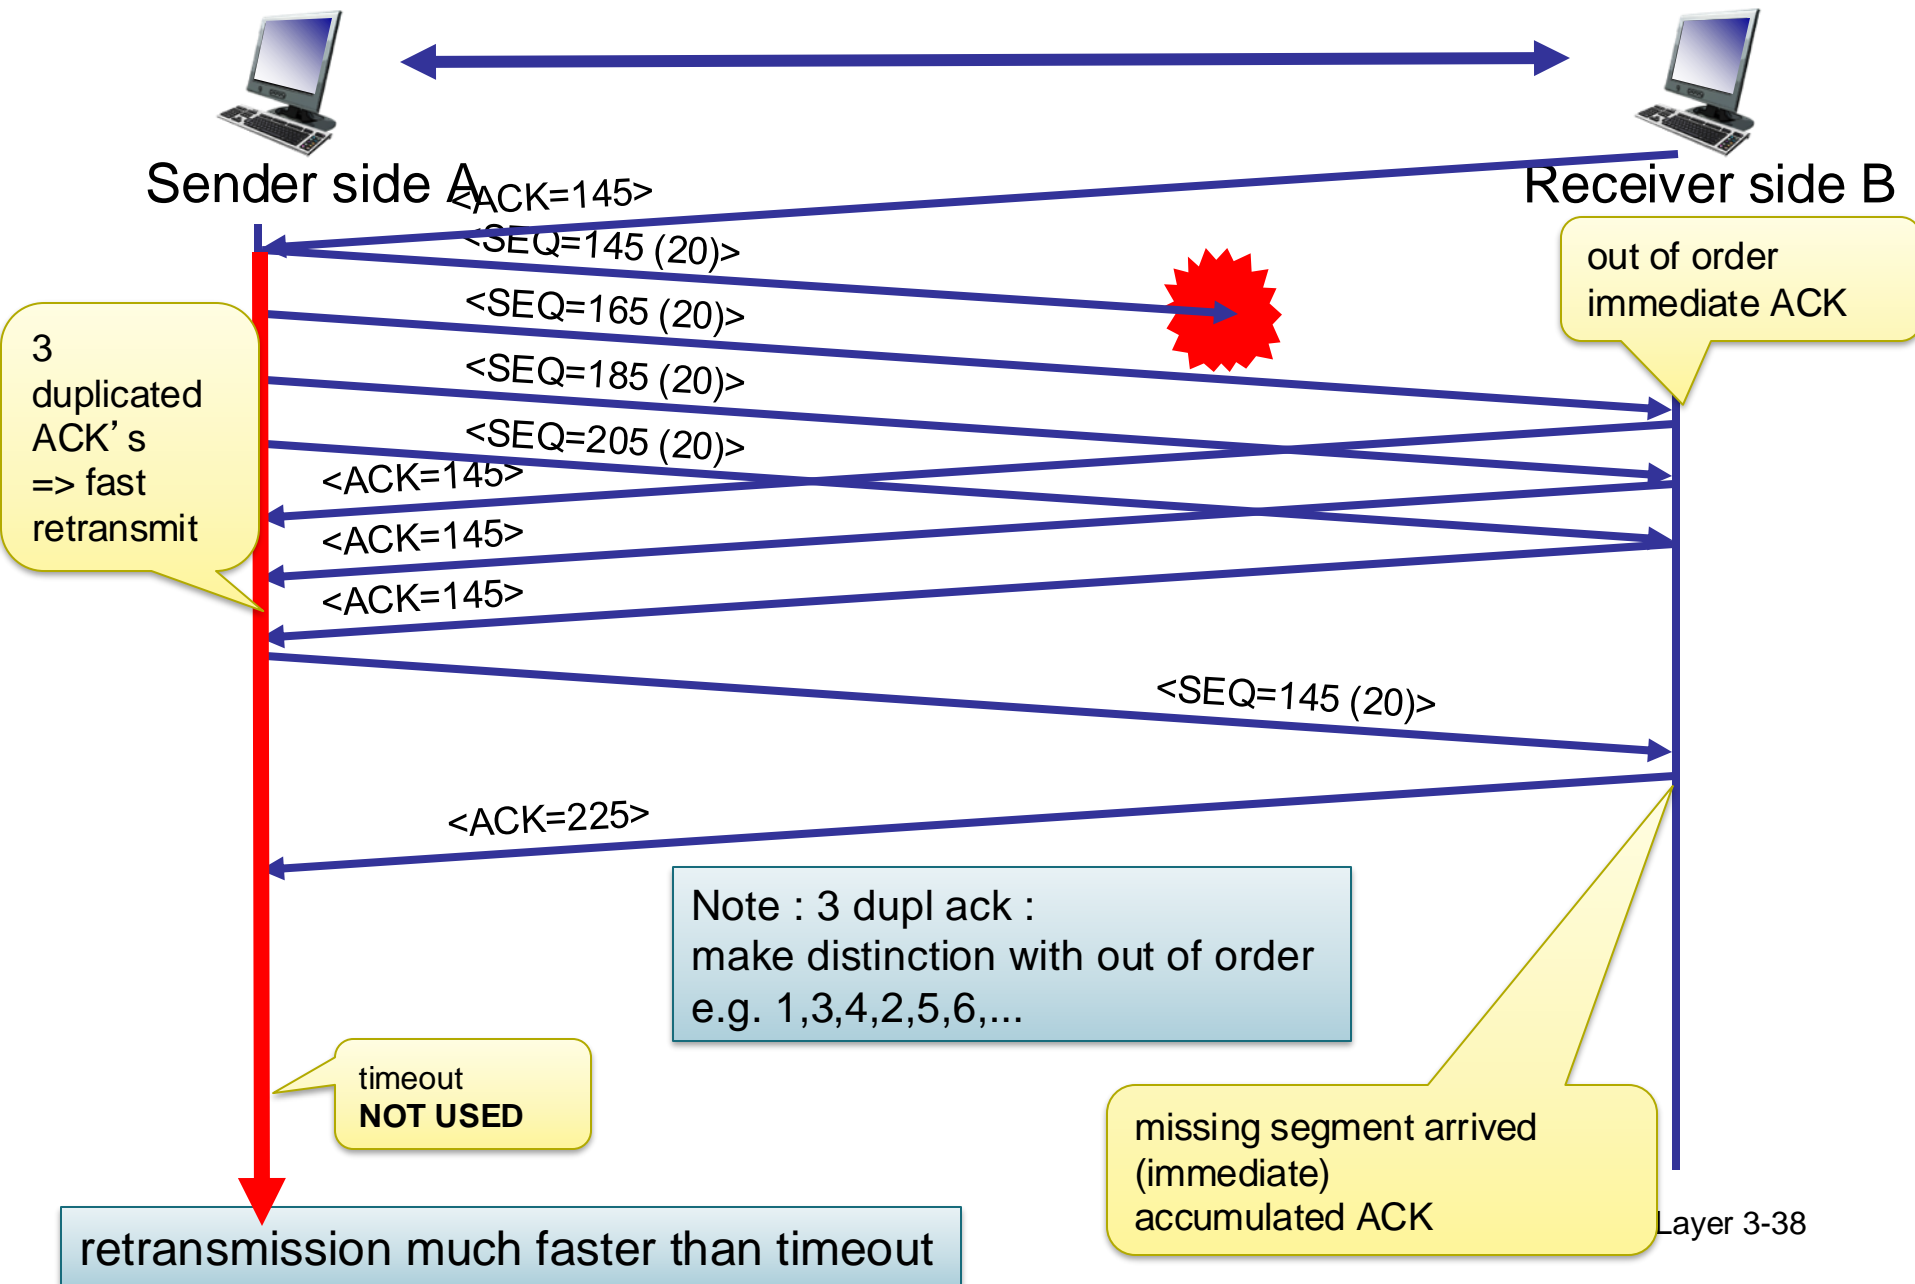 Sender side A
Receiver side B
<ACK=145>
<SEQ=145 (20)>
out of order
immediate ACK
<SEQ=165 (20)>
3
duplicated
ACK's
=> fast
retransmit
<SEQ=185 (20)>
<SEQ=205 (20)>
<ACK=145>
<ACK=145>
<ACK=145>
<SEQ=145 (20)>
<ACK=225>
Note : 3 dupl ack :
make distinction with out of order
e.g. 1,3,4,2,5,6,...
timeout
NOT USED
missing segment arrived
(immediate)
accumulated ACK
Layer 3-38
retransmission much faster than timeout